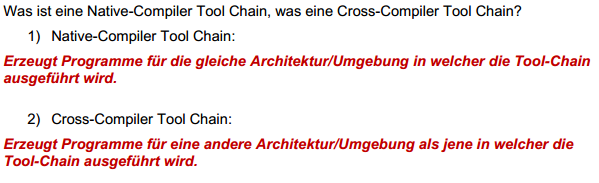 Was ist eine Native-Compiler Tool Chain, was eine Cross-Compiler Tool Chain?
1) Native-Compiler Tool Chain:
Erzeugt Programme für die gleiche Architektur/Umgebung in welcher die Tool-Chain
ausgeführt wird.
2) Cross-Compiler Tool Chain:
Erzeugt Programme für eine andere Architektur/Umgebung als jene in welcher die
Tool-Chain ausgeführt wird.